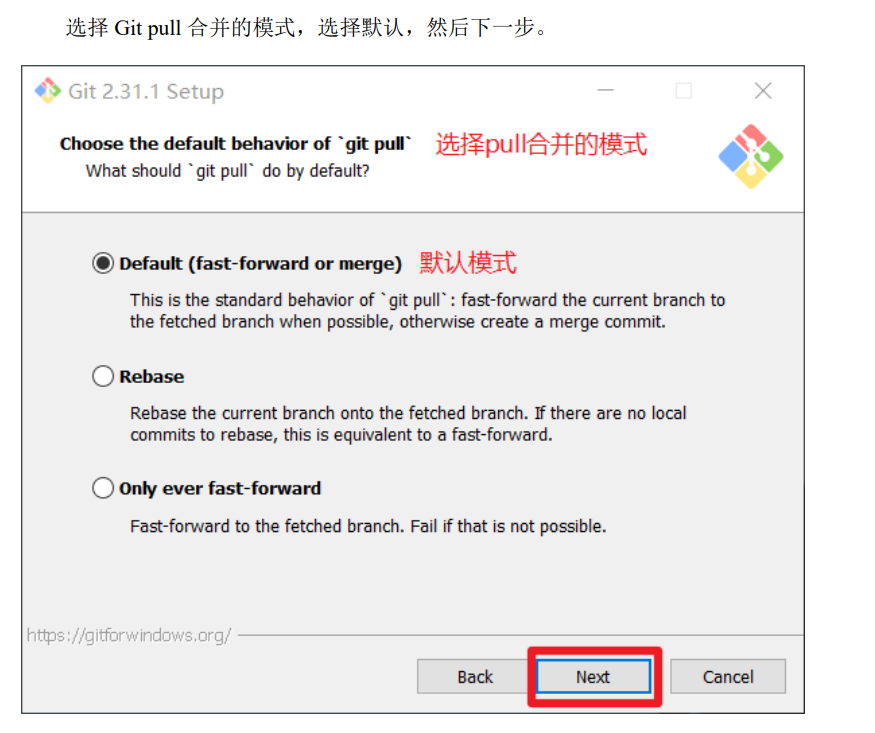 选择 Git pull 合并的模式，选择默认，然后下一步。
Git 2.31.1 Setup
Choose the default behavior of `git pull` 选择pull合并的模式
What should `git pull` do by default?
Default (fast-forward or merge) 默认模式
This is the standard behavior of `git pull`: fast-forward the current branch to
the fetched branch when possible, otherwise create a merge commit.
Rebase
Rebase the current branch onto the fetched branch. If there are no local
commits to rebase, this is equivalent to a fast-forward.
Only ever fast-forward
Fast-forward to the fetched branch. Fail if that is not possible.
https://gitforwindows.org/
Back Next Cancel